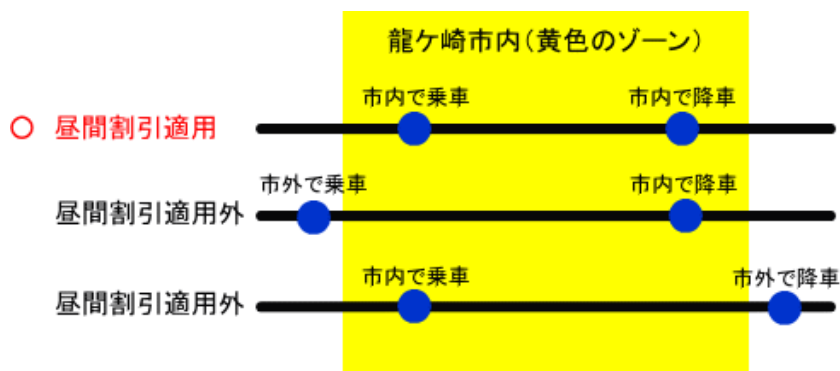 龍ケ崎市内（黄色のゾーン）
市内で乗車 市内で降車
○ 昼間割引適用
市外で乗車 市内で降車
昼間割引適用外
市内で乗車 市外で降車
昼間割引適用外